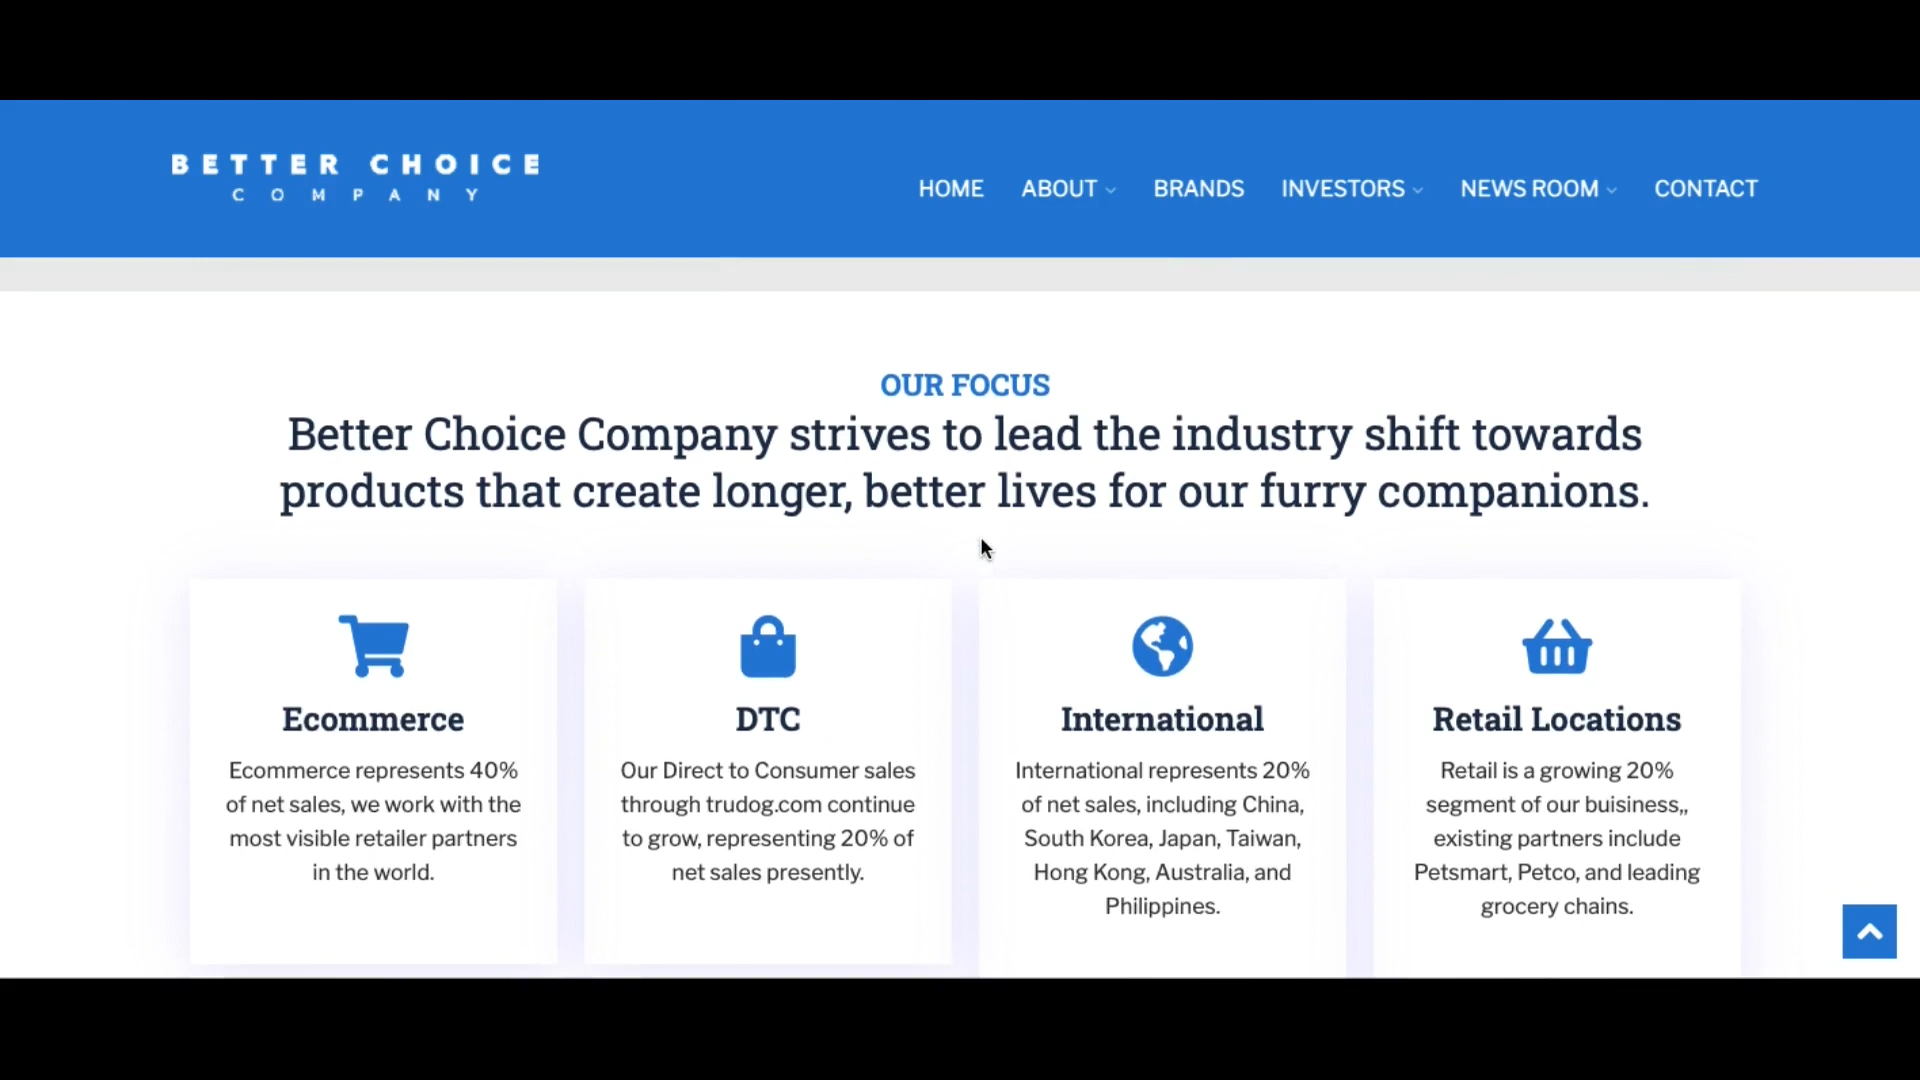 BETTER CHOICE
COMPANY
HOME ABOUT BRANDS INVESTORS NEWS ROOM CONTACT
OUR FOCUS
Better Choice Company strives to lead the industry shift towards
products that create longer, better lives for our furry companions.
Ecommerce
Ecommerce represents 40%
of net sales, we work with the
most visible retailer partners
in the world.
DTC
Our Direct to Consumer sales
through trudog.com continue
to grow, representing 20% of
net sales presently.
International
International represents 20%
of net sales, including China,
South Korea, Japan, Taiwan,
Hong Kong, Australia, and
Philippines.
Retail Locations
Retail is a growing 20%
segment of our buisiness,,
existing partners include
Petsmart, Petco, and leading
grocery chains.